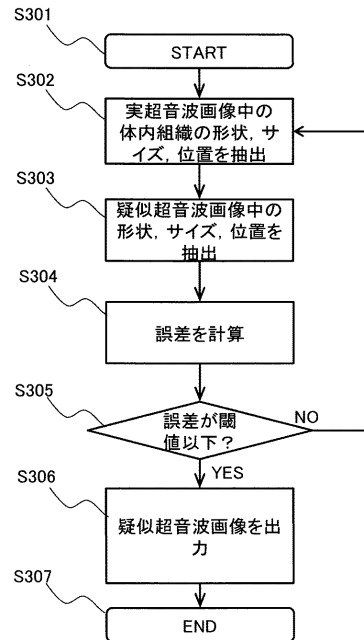 S301
START
S302
実超音波画像中の
体内組織の形状，サ
イズ，位置を抽出
S303
疑似超音波画像中の
形状，サイズ，位置を
抽出
S304
誤差を計算
S305
誤差が閾
値以下？
NO
YES
S306
疑似超音波画像を出
力
S307
END